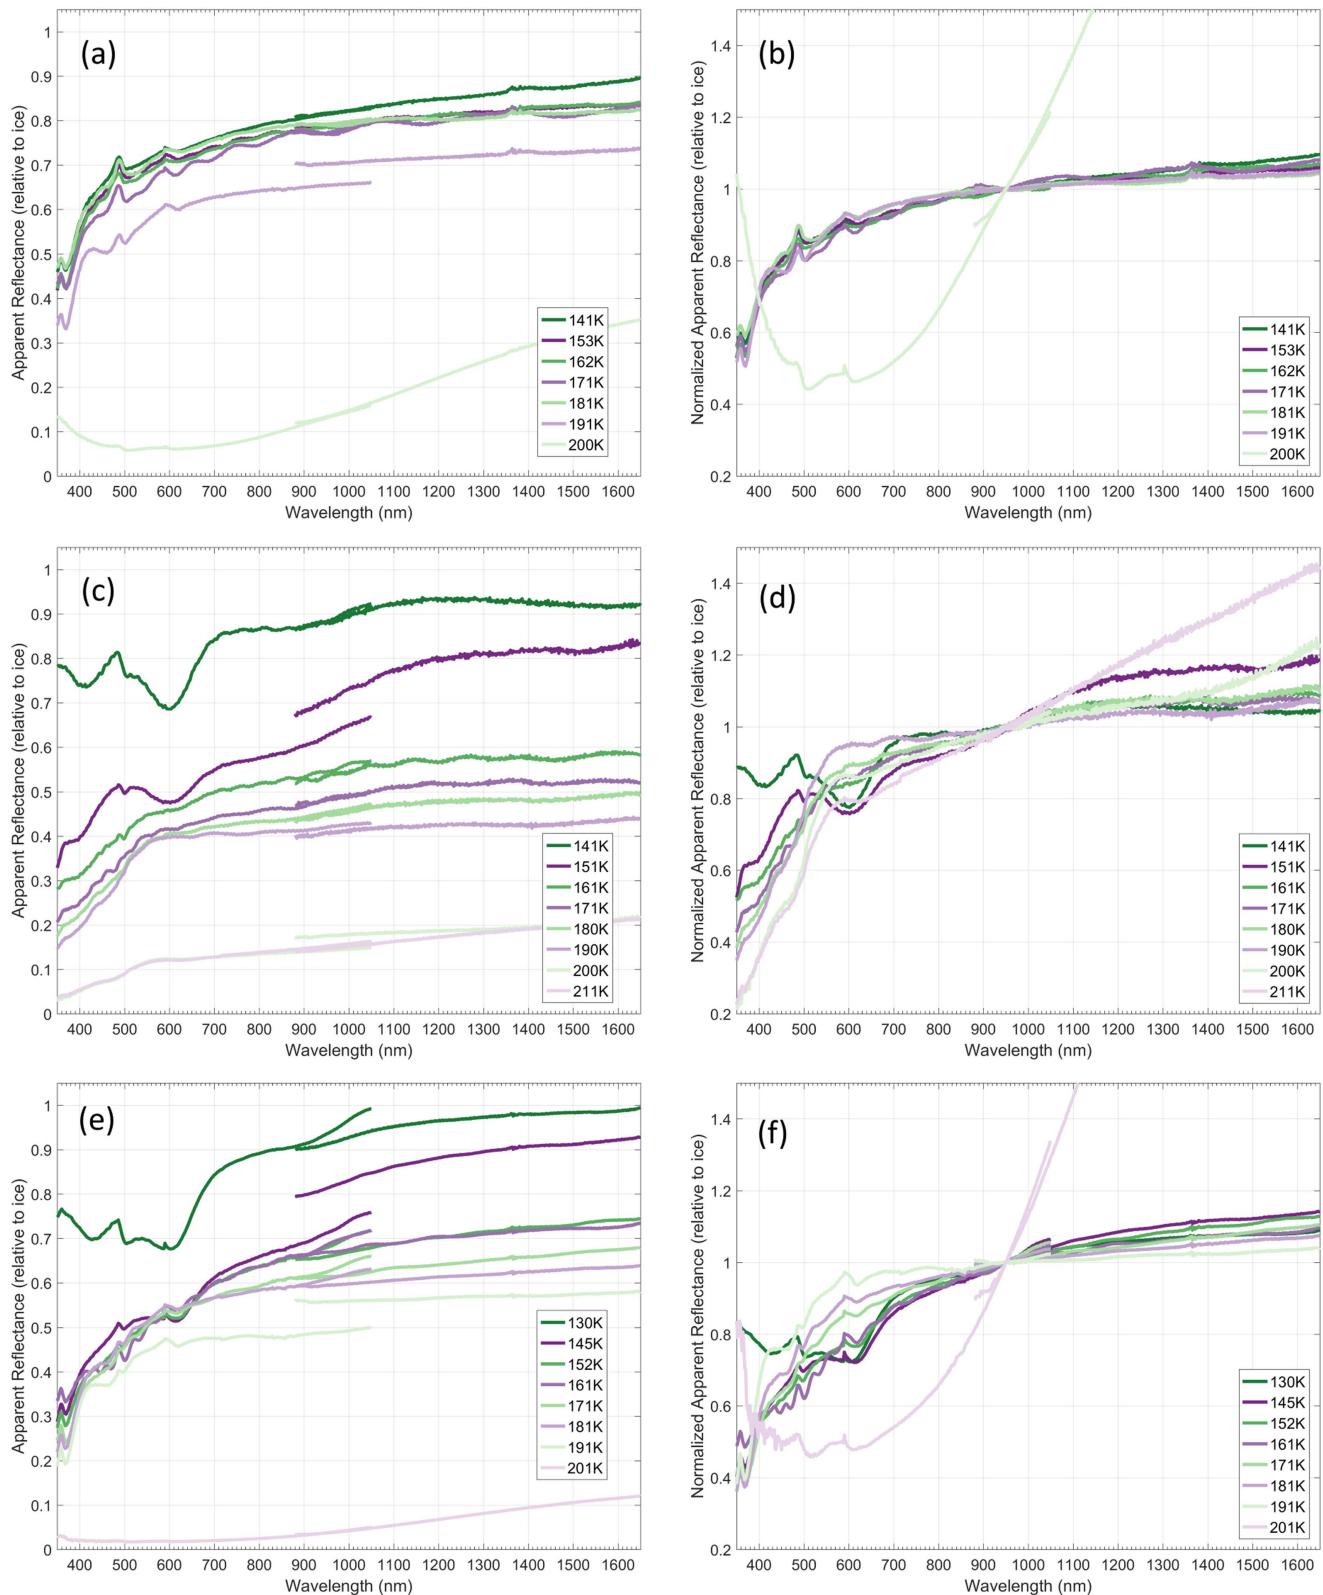 (a)
Apparent Reflectance (relative to ice)
1
0.9
0.8
0.7
0.6
0.5
0.4
0.3
0.2
0.1
0
141K
153K
162K
171K
181K
191K
200K
400 500 600 700 800 900 1000 1100 1200 1300 1400 1500 1600
Wavelength (nm)
(b)
Normalized Apparent Reflectance (relative to ice)
1.4
1.2
1
0.8
0.6
0.4
0.2
141K
153K
162K
171K
181K
191K
200K
400 500 600 700 800 900 1000 1100 1200 1300 1400 1500 1600
Wavelength (nm)
(c)
Apparent Reflectance (relative to ice)
1
0.9
0.8
0.7
0.6
0.5
0.4
0.3
0.2
0.1
0
141K
151K
161K
171K
180K
190K
200K
211K
400 500 600 700 800 900 1000 1100 1200 1300 1400 1500 1600
Wavelength (nm)
(d)
Normalized Apparent Reflectance (relative to ice)
1.4
1.2
1
0.8
0.6
0.4
0.2
141K
151K
161K
171K
180K
190K
200K
211K
400 500 600 700 800 900 1000 1100 1200 1300 1400 1500 1600
Wavelength (nm)
(e)
Apparent Reflectance (relative to ice)
1
0.9
0.8
0.7
0.6
0.5
0.4
0.3
0.2
0.1
0
130K
145K
152K
161K
171K
181K
191K
201K
400 500 600 700 800 900 1000 1100 1200 1300 1400 1500 1600
Wavelength (nm)
(f)
Normalized Apparent Reflectance (relative to ice)
1.4
1.2
1
0.8
0.6
0.4
0.2
130K
145K
152K
161K
171K
181K
191K
201K
400 500 600 700 800 900 1000 1100 1200 1300 1400 1500 1600
Wavelength (nm)